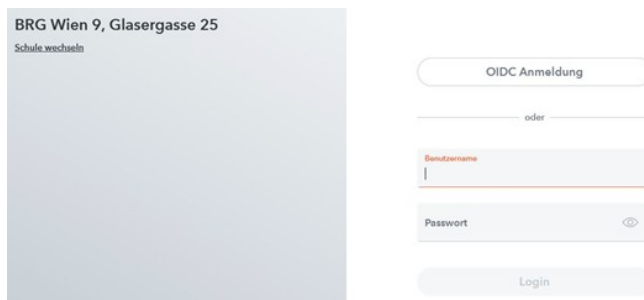 BRG Wien 9, Glasergasse 25
Schule wechseln
OIDC Anmeldung
oder
Benutzername
Passwort
Login